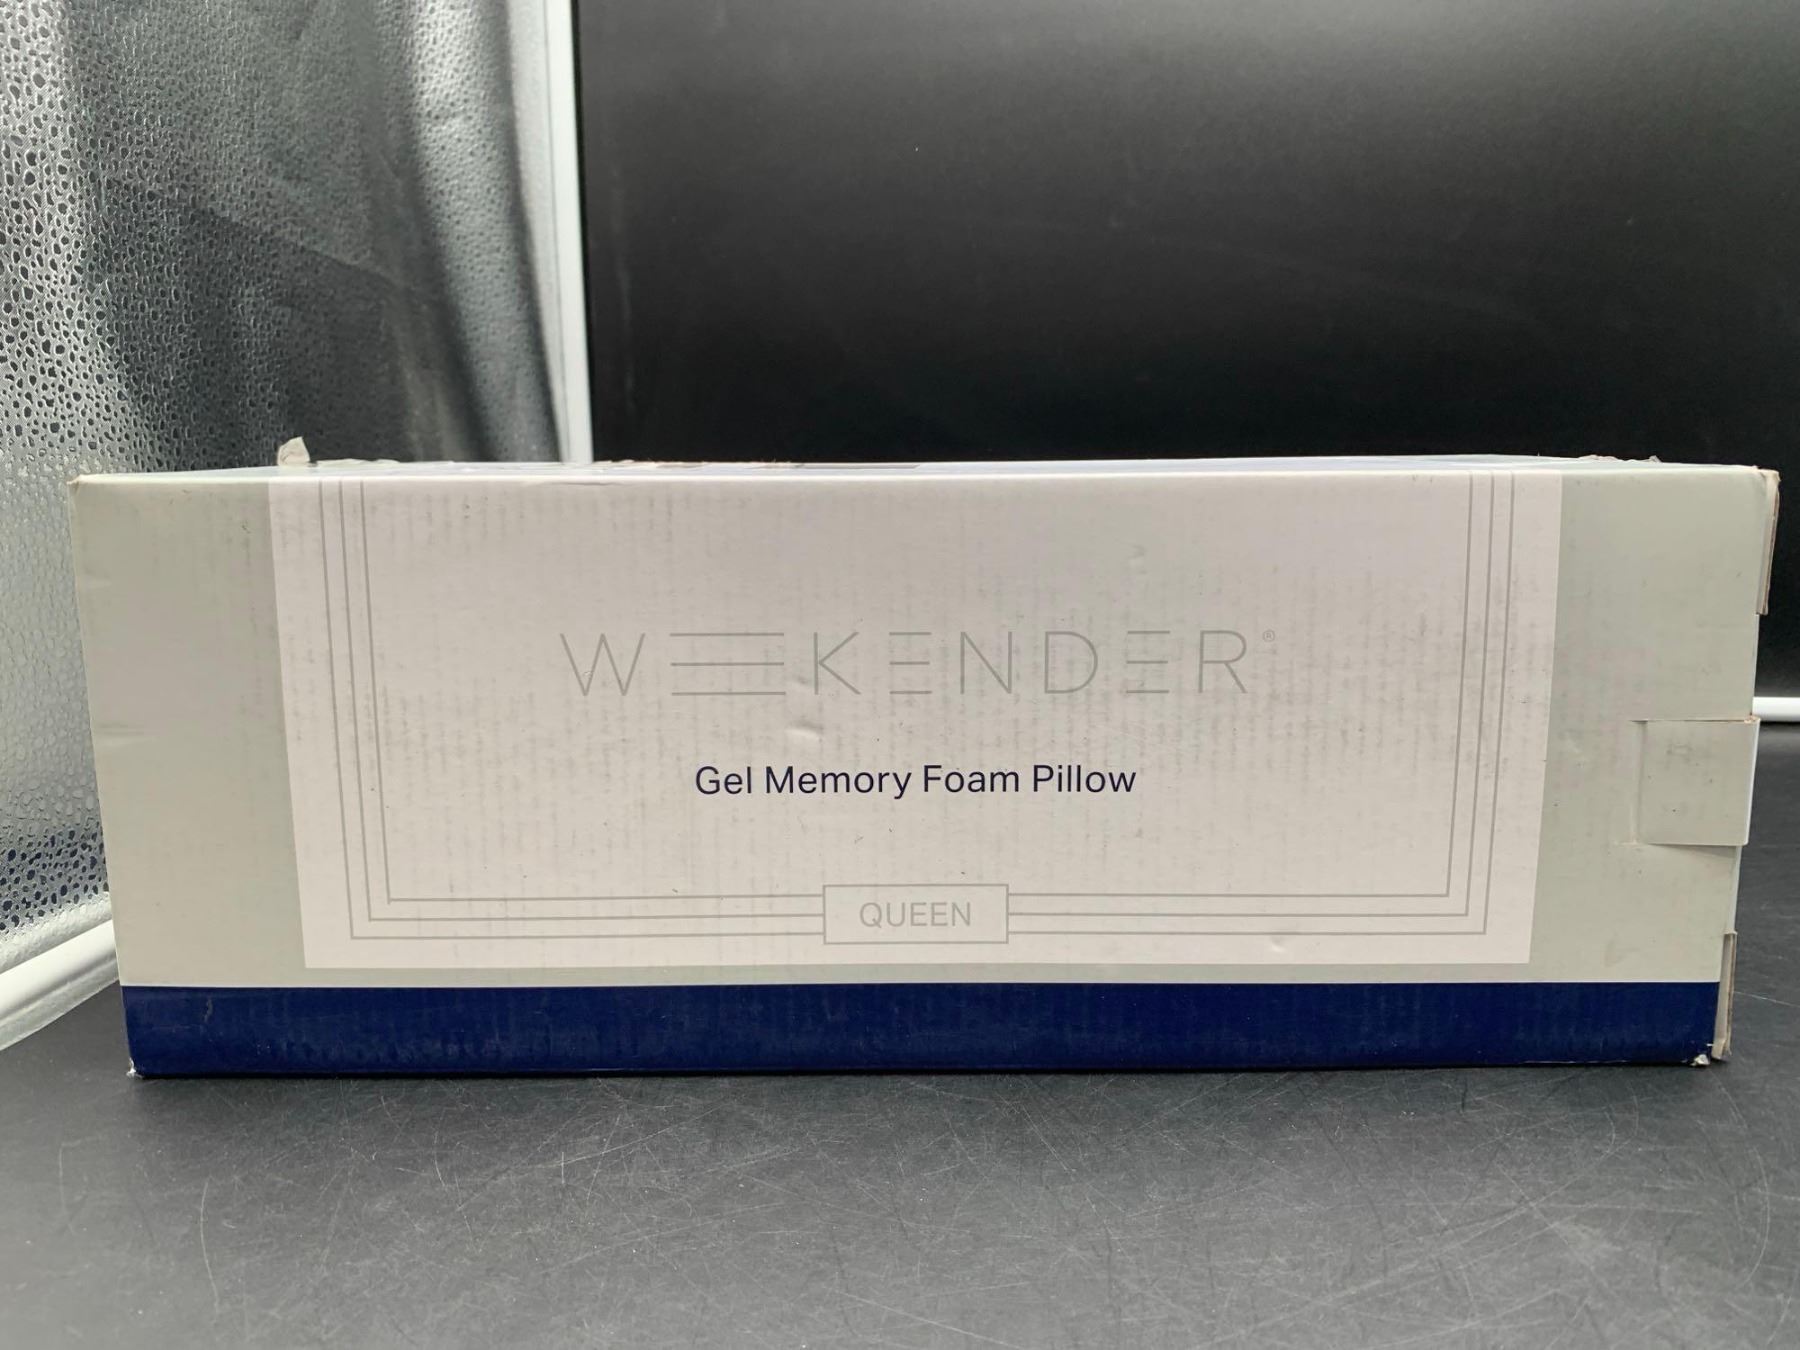 WEEKENDER®
Gel Memory Foam Pillow
QUEEN